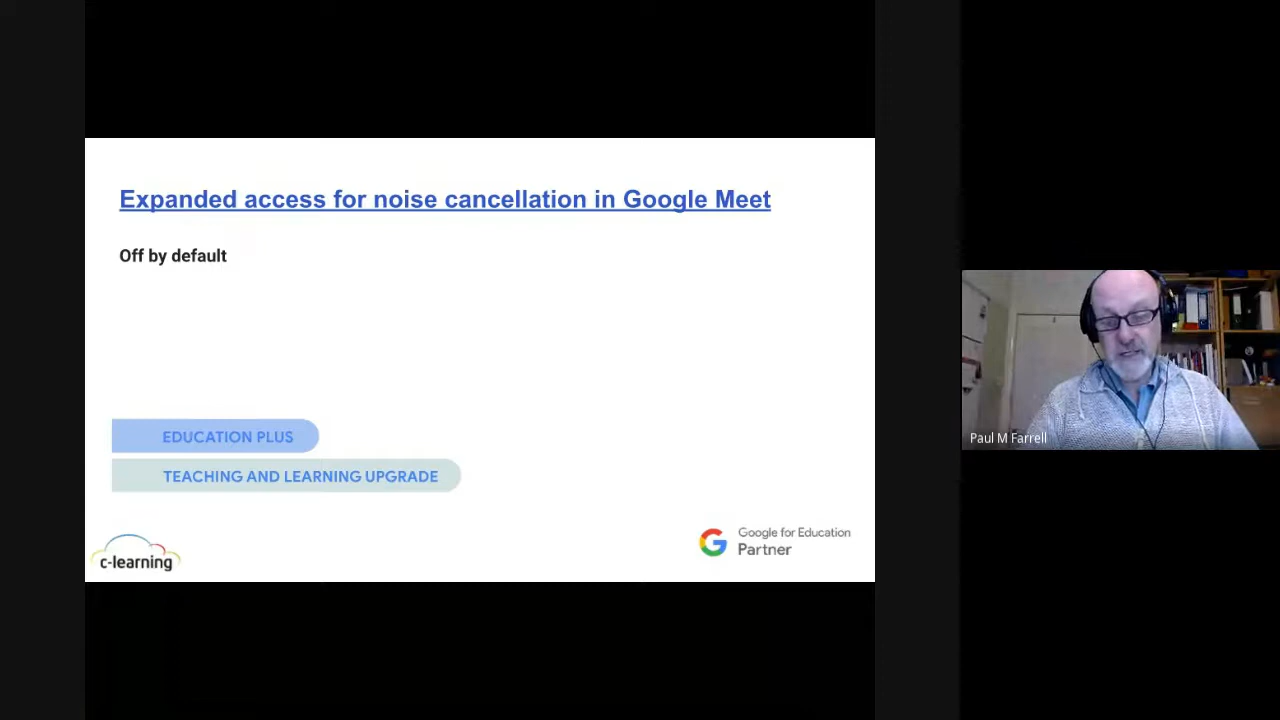 Expanded access for noise cancellation in Google Meet
Off by default
EDUCATION PLUS
TEACHING AND LEARNING UPGRADE
c-learning
Google for Education
Partner
Paul M Farrell